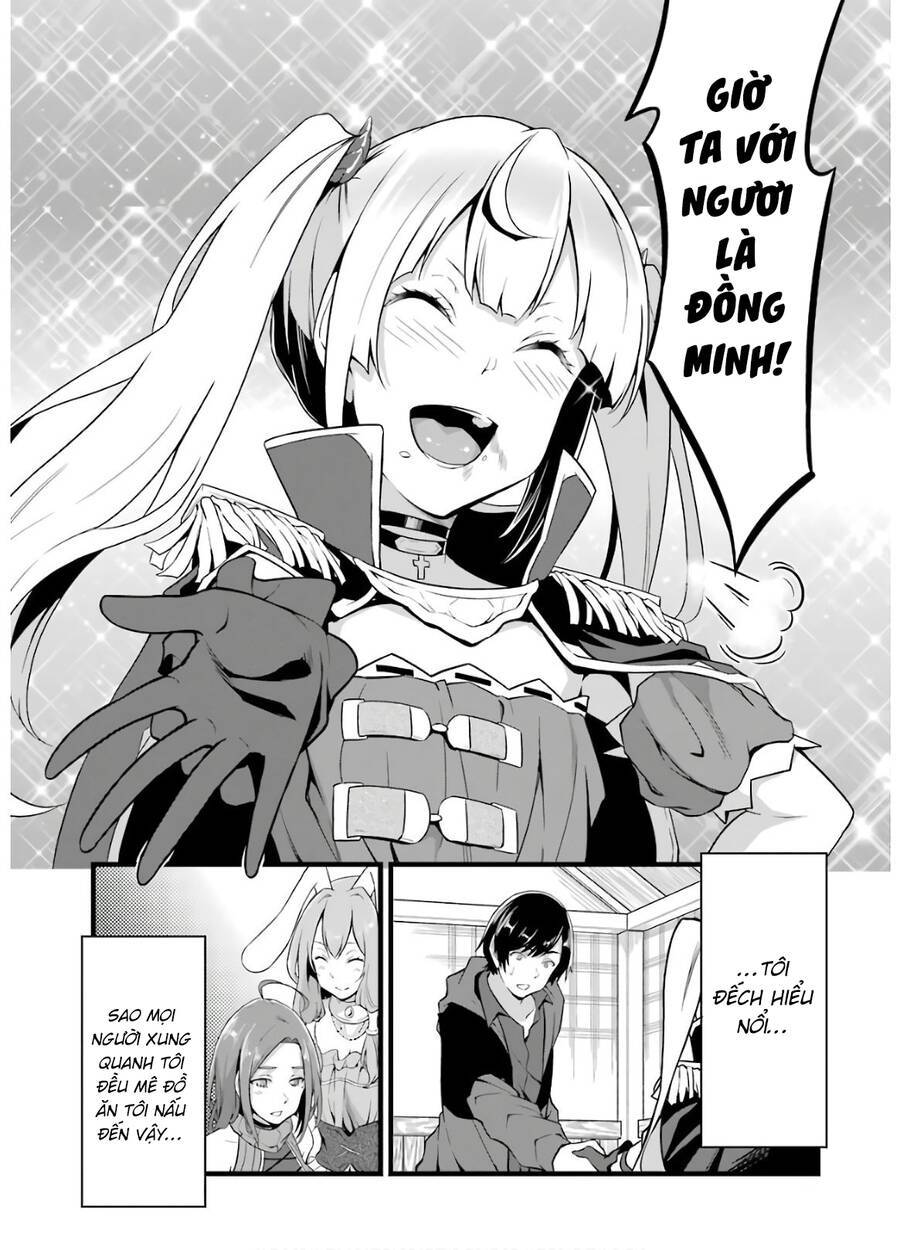 GIỜ
TA VỚI
NGƯƠI
LÀ
ĐỒNG
MINH!
...TÔI
ĐẾCH HIỂU
NỔI...
SAO MỌI
NGƯỜI XUNG
QUANH TÔI
ĐỀU MÊ ĐỒ
ĂN TÔI NẤU
ĐẾN VẬY...